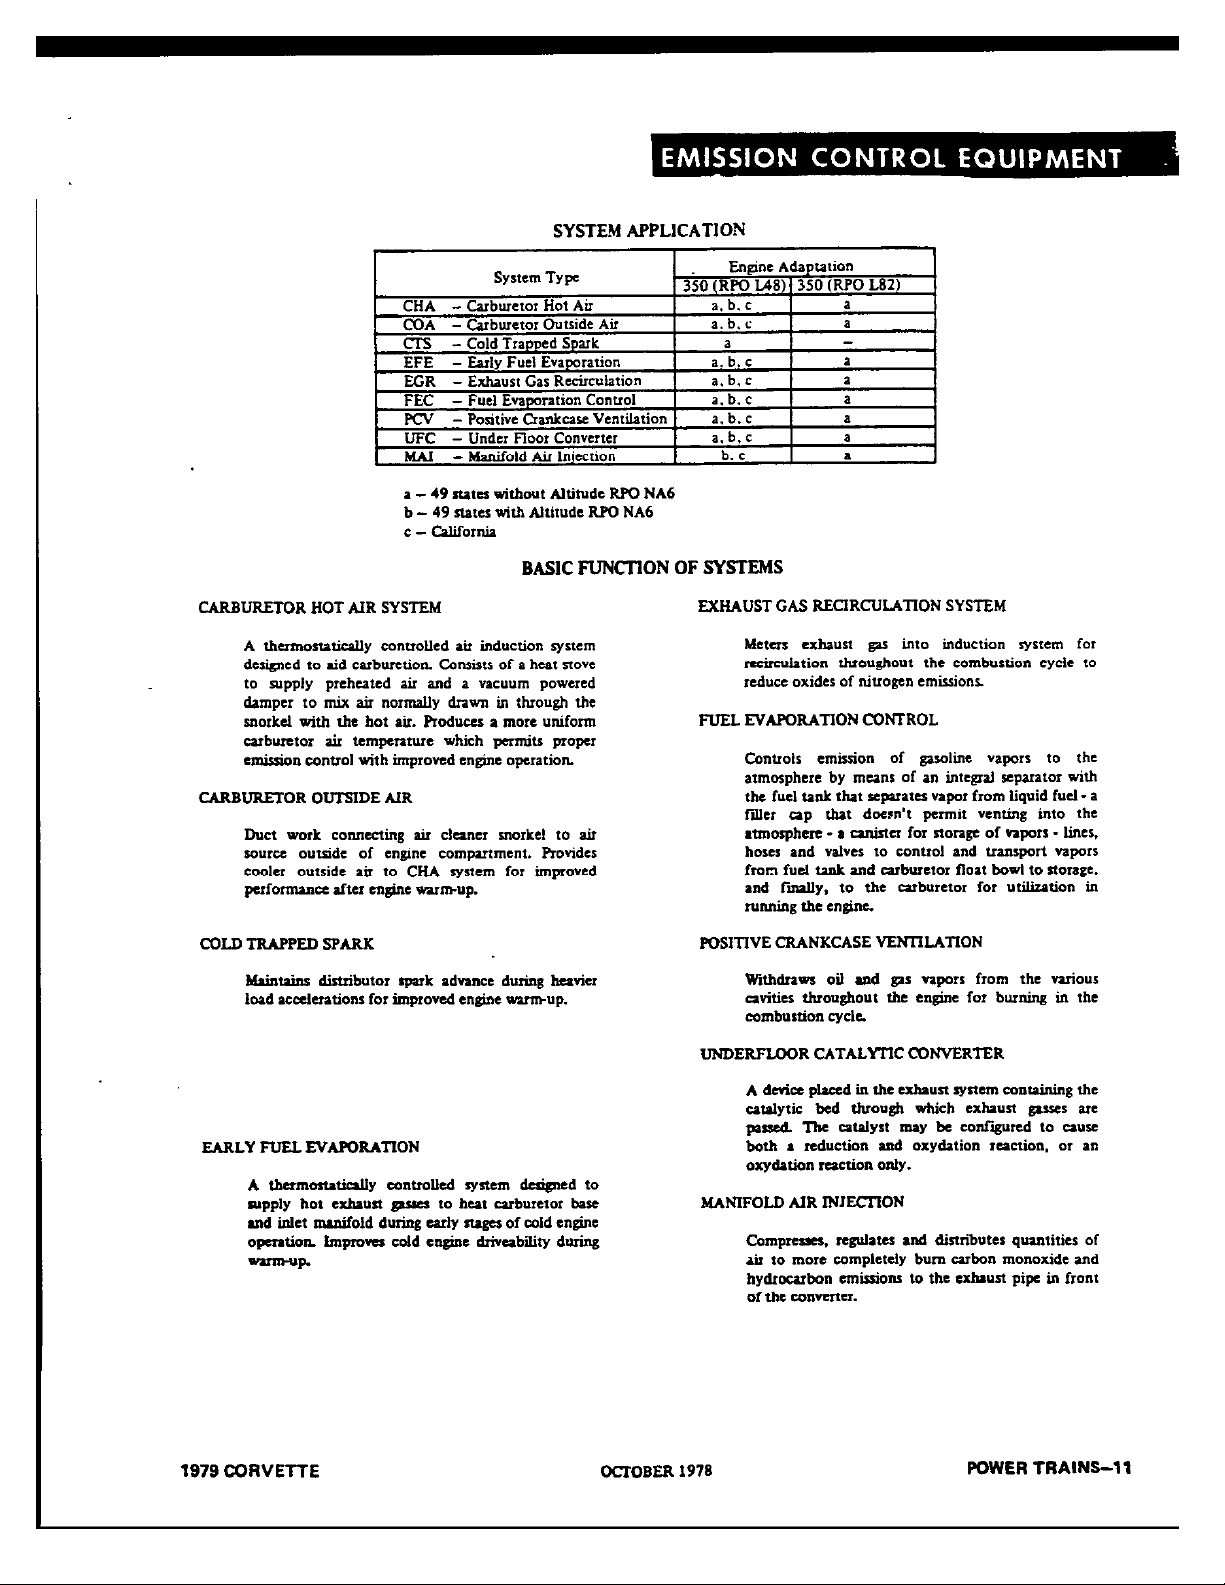 EMISSION CONTROL EQUIPMENT
SYSTEM APPLICATION
System Type
Engine Adaptation
350 (RPO L48) 350 (RPO L82)
CHA – Carburetor Hot Air a, b, c a
COA – Carburetor Outside Air a, b, c a
CTS – Cold Trapped Spark a –
EFE – Early Fuel Evaporation a, b, c a
EGR – Exhaust Gas Recirculation a, b, c a
FEC – Fuel Evaporation Control a, b, c a
PCV – Positive Crankcase Ventilation a, b, c a
UFC – Under Floor Converter a, b, c a
MAI – Manifold Air Injection b, c a
a – 49 states without Altitude RPO NA6
b – 49 states with Altitude RPO NA6
c – California
BASIC FUNCTION OF SYSTEMS
CARBURETOR HOT AIR SYSTEM
A thermostatically controlled air induction system
designed to aid carburetion. Consists of a heat stove
to supply preheated air and a vacuum powered
damper to mix air normally drawn in through the
snorkel with the hot air. Produces a more uniform
carburetor air temperature which permits proper
emission control with improved engine operation.
CARBURETOR OUTSIDE AIR
Duct work connecting air cleaner snorkel to air
source outside of engine compartment. Provides
cooler outside air to CHA system for improved
performance after engine warm-up.
COLD TRAPPED SPARK
Maintains distributor spark advance during heavier
load accelerations for improved engine warm-up.
EARLY FUEL EVAPORATION
A thermostatically controlled system designed to
supply hot exhaust gasses to heat carburetor base
and inlet manifold during early stages of cold engine
operation. Improves cold engine driveability during
warm-up.
EXHAUST GAS RECIRCULATION SYSTEM
Meters exhaust gas into induction system for
recirculation throughout the combustion cycle to
reduce oxides of nitrogen emissions.
FUEL EVAPORATION CONTROL
Controls emission of gasoline vapors to the
atmosphere by means of an integral separator with
the fuel tank that separates vapor from liquid fuel - a
filler cap that doesn't permit venting into the
atmosphere - a canister for storage of vapors - lines,
hoses and valves to control and transport vapors
from fuel tank and carburetor float bowl to storage.
and finally, to the carburetor for utilization in
running the engine.
POSITIVE CRANKCASE VENTILATION
Withdraws oil and gas vapors from the various
cavities throughout the engine for burning in the
combustion cycle.
UNDERFLOOR CATALYTIC CONVERTER
A device placed in the exhaust system containing the
catalytic bed through which exhaust gasses are
passed. The catalyst may be configured to cause
both a reduction and oxydation reaction, or an
oxydation reaction only.
MANIFOLD AIR INJECTION
Compresses, regulates and distributes quantities of
air to more completely burn carbon monoxide and
hydrocarbon emissions to the exhaust pipe in front
of the converter.
1979 CORVETTE OCTOBER 1978 POWER TRAINS–11